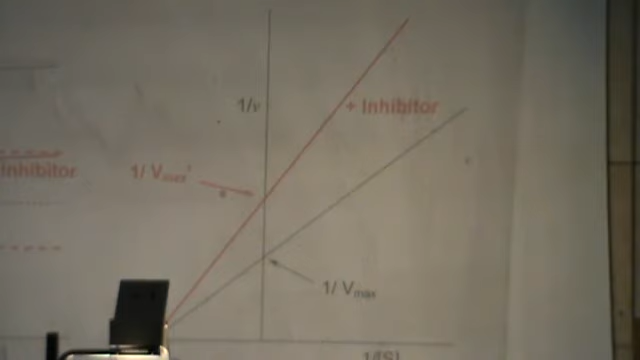 1/v
+ Inhibitor
Inhibitor
1/ Vmax'
1/ Vmax
1/[S]